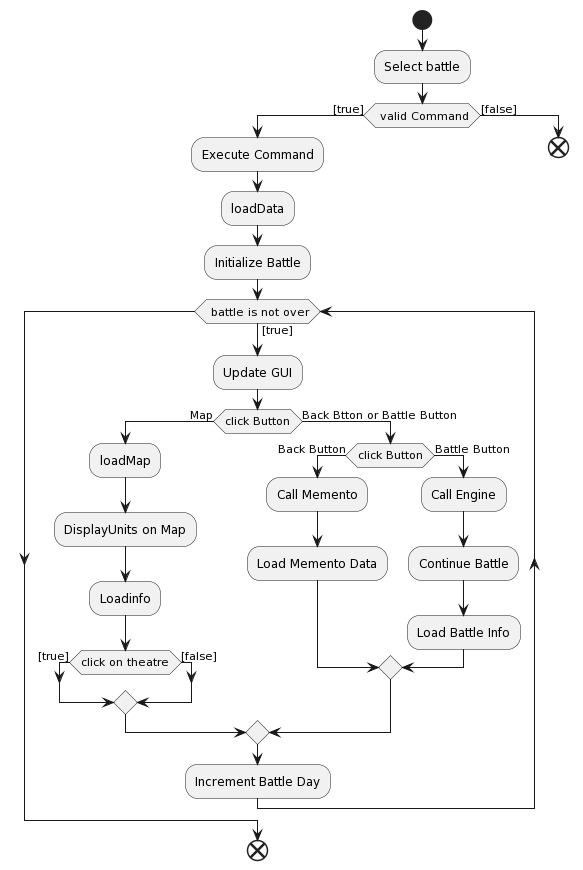 Select battle
[true]
valid Command
[false]
Execute Command
loadData
Initialize Battle
battle is not over
[true]
Update GUI
Map
click Button
Back Btton or Battle Button
loadMap
Back Button
click Button
Battle Button
Call Memento
Call Engine
DisplayUnits on Map
Load Memento Data
Continue Battle
Loadinfo
Load Battle Info
[true]
click on theatre
[false]
Increment Battle Day